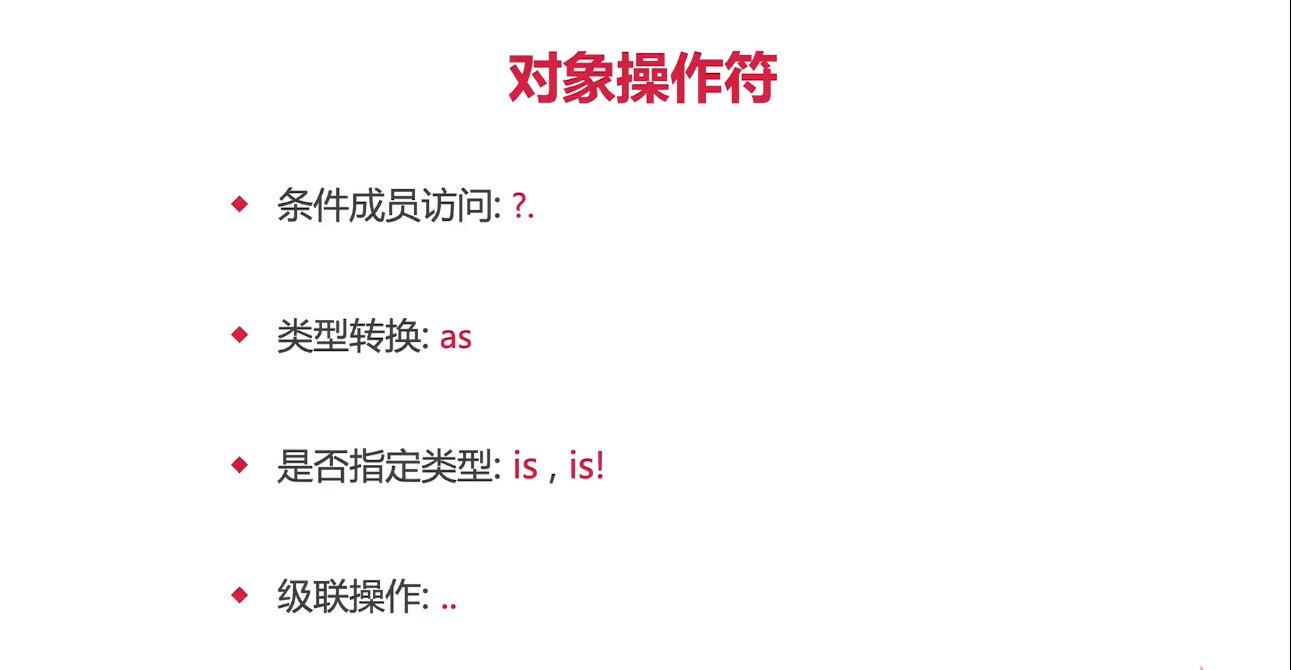 对象操作符
条件成员访问: ?.
类型转换: as
是否指定类型: is , is!
级联操作: ..